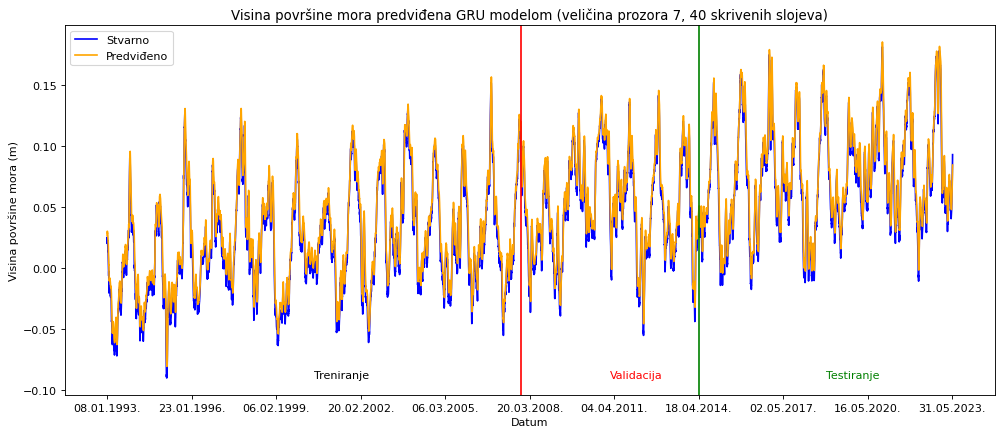 Visina površine mora predviđena GRU modelom (veličina prozora 7, 40 skrivenih slojeva)
Stvarno
Predviđeno
Visina površine mora (m)
0.15
0.10
0.05
0.00
−0.05
−0.10
Treniranje
Validacija
Testiranje
08.01.1993. 23.01.1996. 06.02.1999. 20.02.2002. 06.03.2005. 20.03.2008. 04.04.2011. 18.04.2014. 02.05.2017. 16.05.2020. 31.05.2023.
Datum